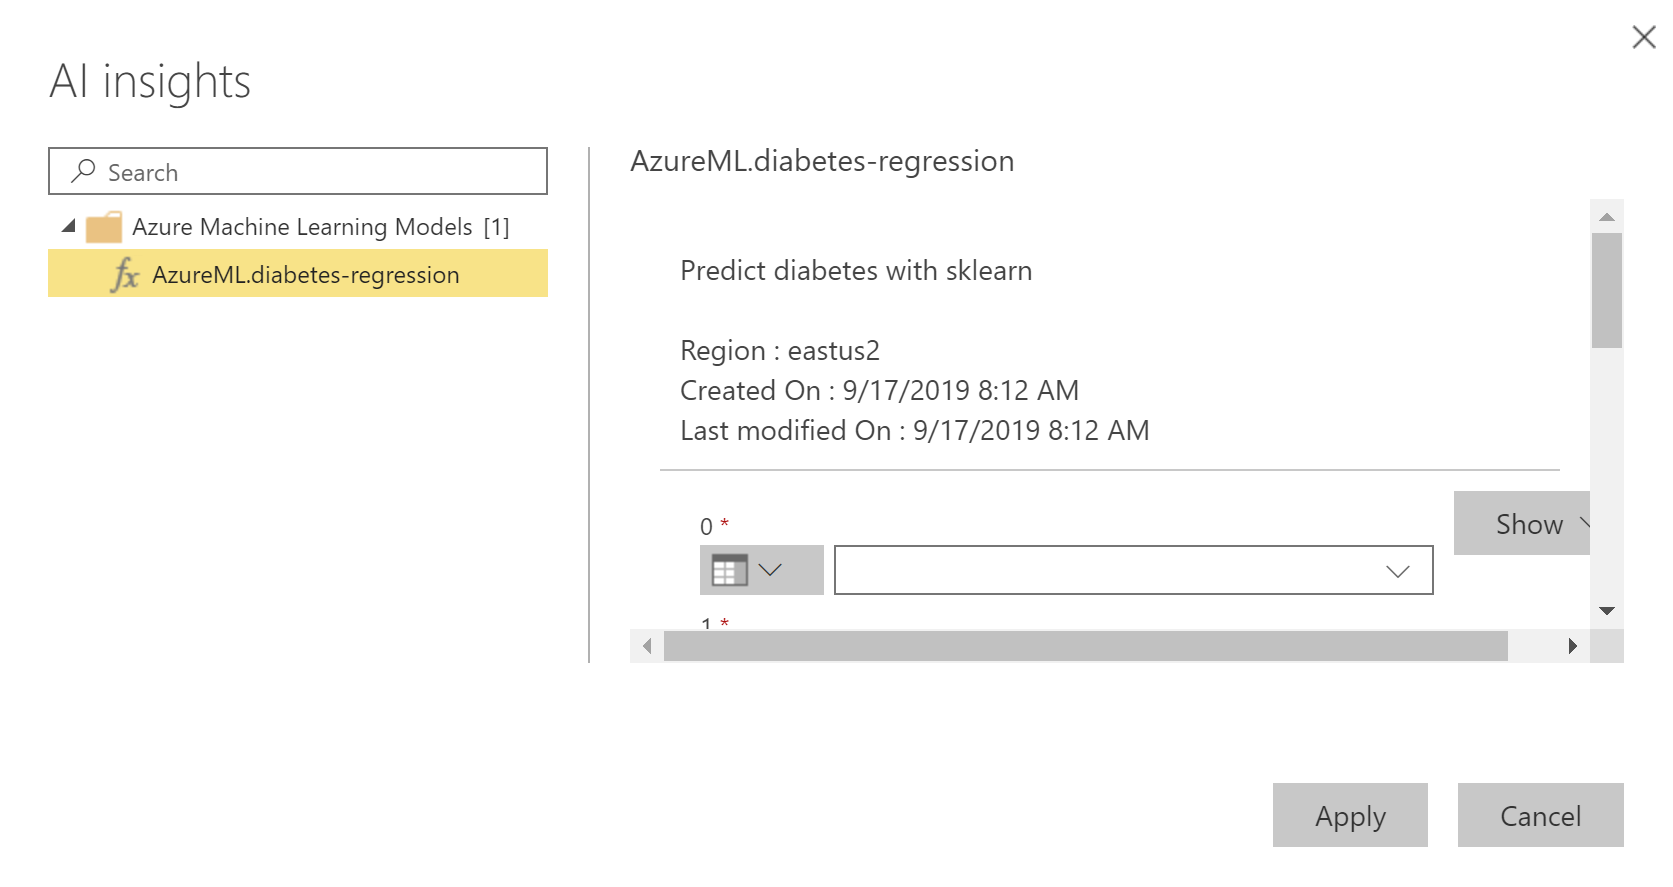 AI insights
Search
Azure Machine Learning Models [1]
fx AzureML.diabetes-regression
AzureML.diabetes-regression
Predict diabetes with sklearn
Region : eastus2
Created On : 9/17/2019 8:12 AM
Last modified On : 9/17/2019 8:12 AM
0 *
Show
1 *
Apply
Cancel